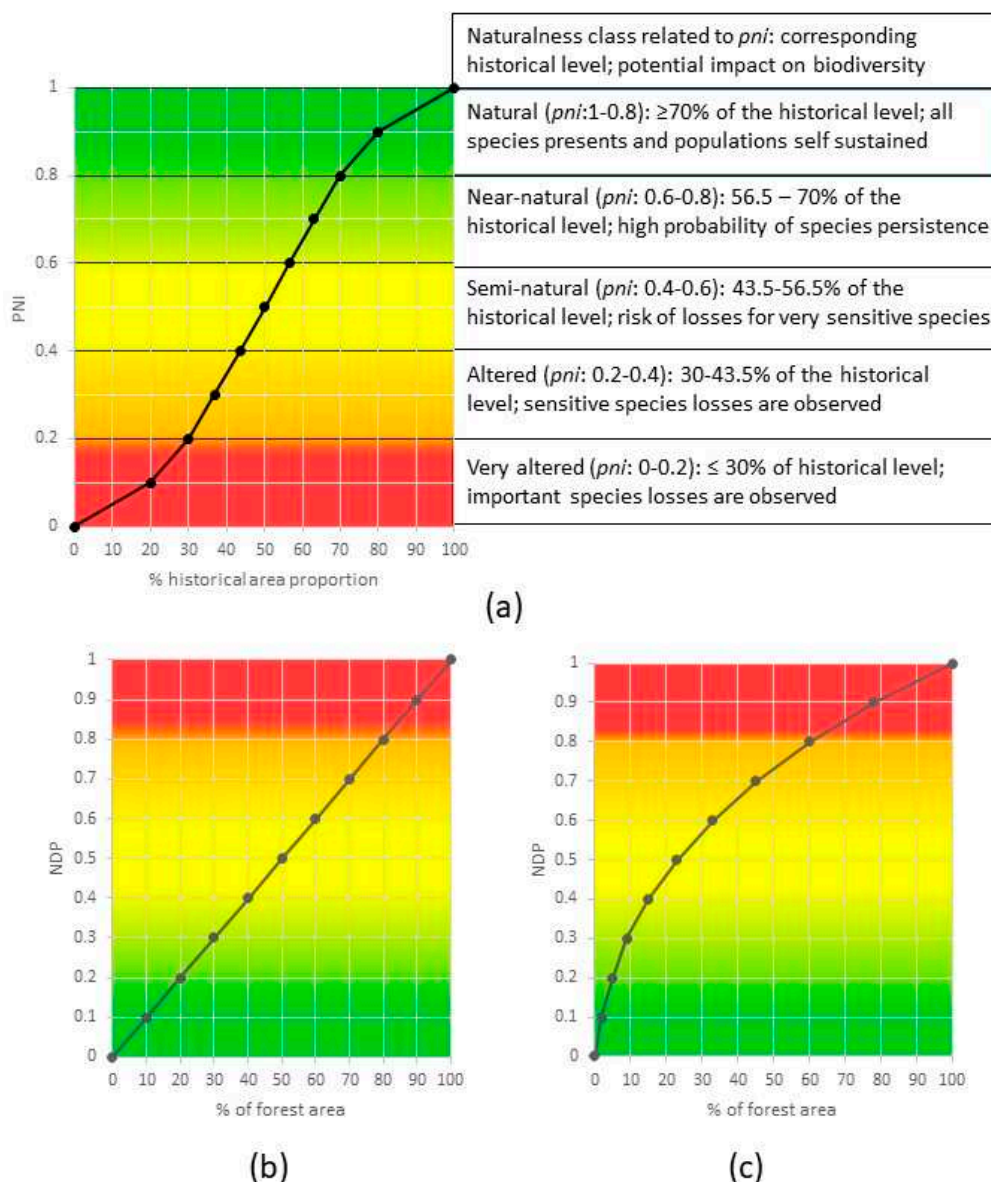 Naturalness class related to pni: corresponding
historical level; potential impact on biodiversity
Natural (pni:1-0.8): ≥70% of the historical level; all
species presents and populations self sustained
Near-natural (pni: 0.6-0.8): 56.5 – 70% of the
historical level; high probability of species persistence
Semi-natural (pni: 0.4-0.6): 43.5-56.5% of the
historical level; risk of losses for very sensitive species
Altered (pni: 0.2-0.4): 30-43.5% of the historical
level; sensitive species losses are observed
Very altered (pni: 0-0.2): ≤ 30% of historical level;
important species losses are observed
PNI
1
0.8
0.6
0.4
0.2
0
0 10 20 30 40 50 60 70 80 90 100
% historical area proportion
(a)
NDP
1
0.9
0.8
0.7
0.6
0.5
0.4
0.3
0.2
0.1
0
0 10 20 30 40 50 60 70 80 90 100
% of forest area
(b)
NDP
1
0.9
0.8
0.7
0.6
0.5
0.4
0.3
0.2
0.1
0
0 10 20 30 40 50 60 70 80 90 100
% of forest area
(c)